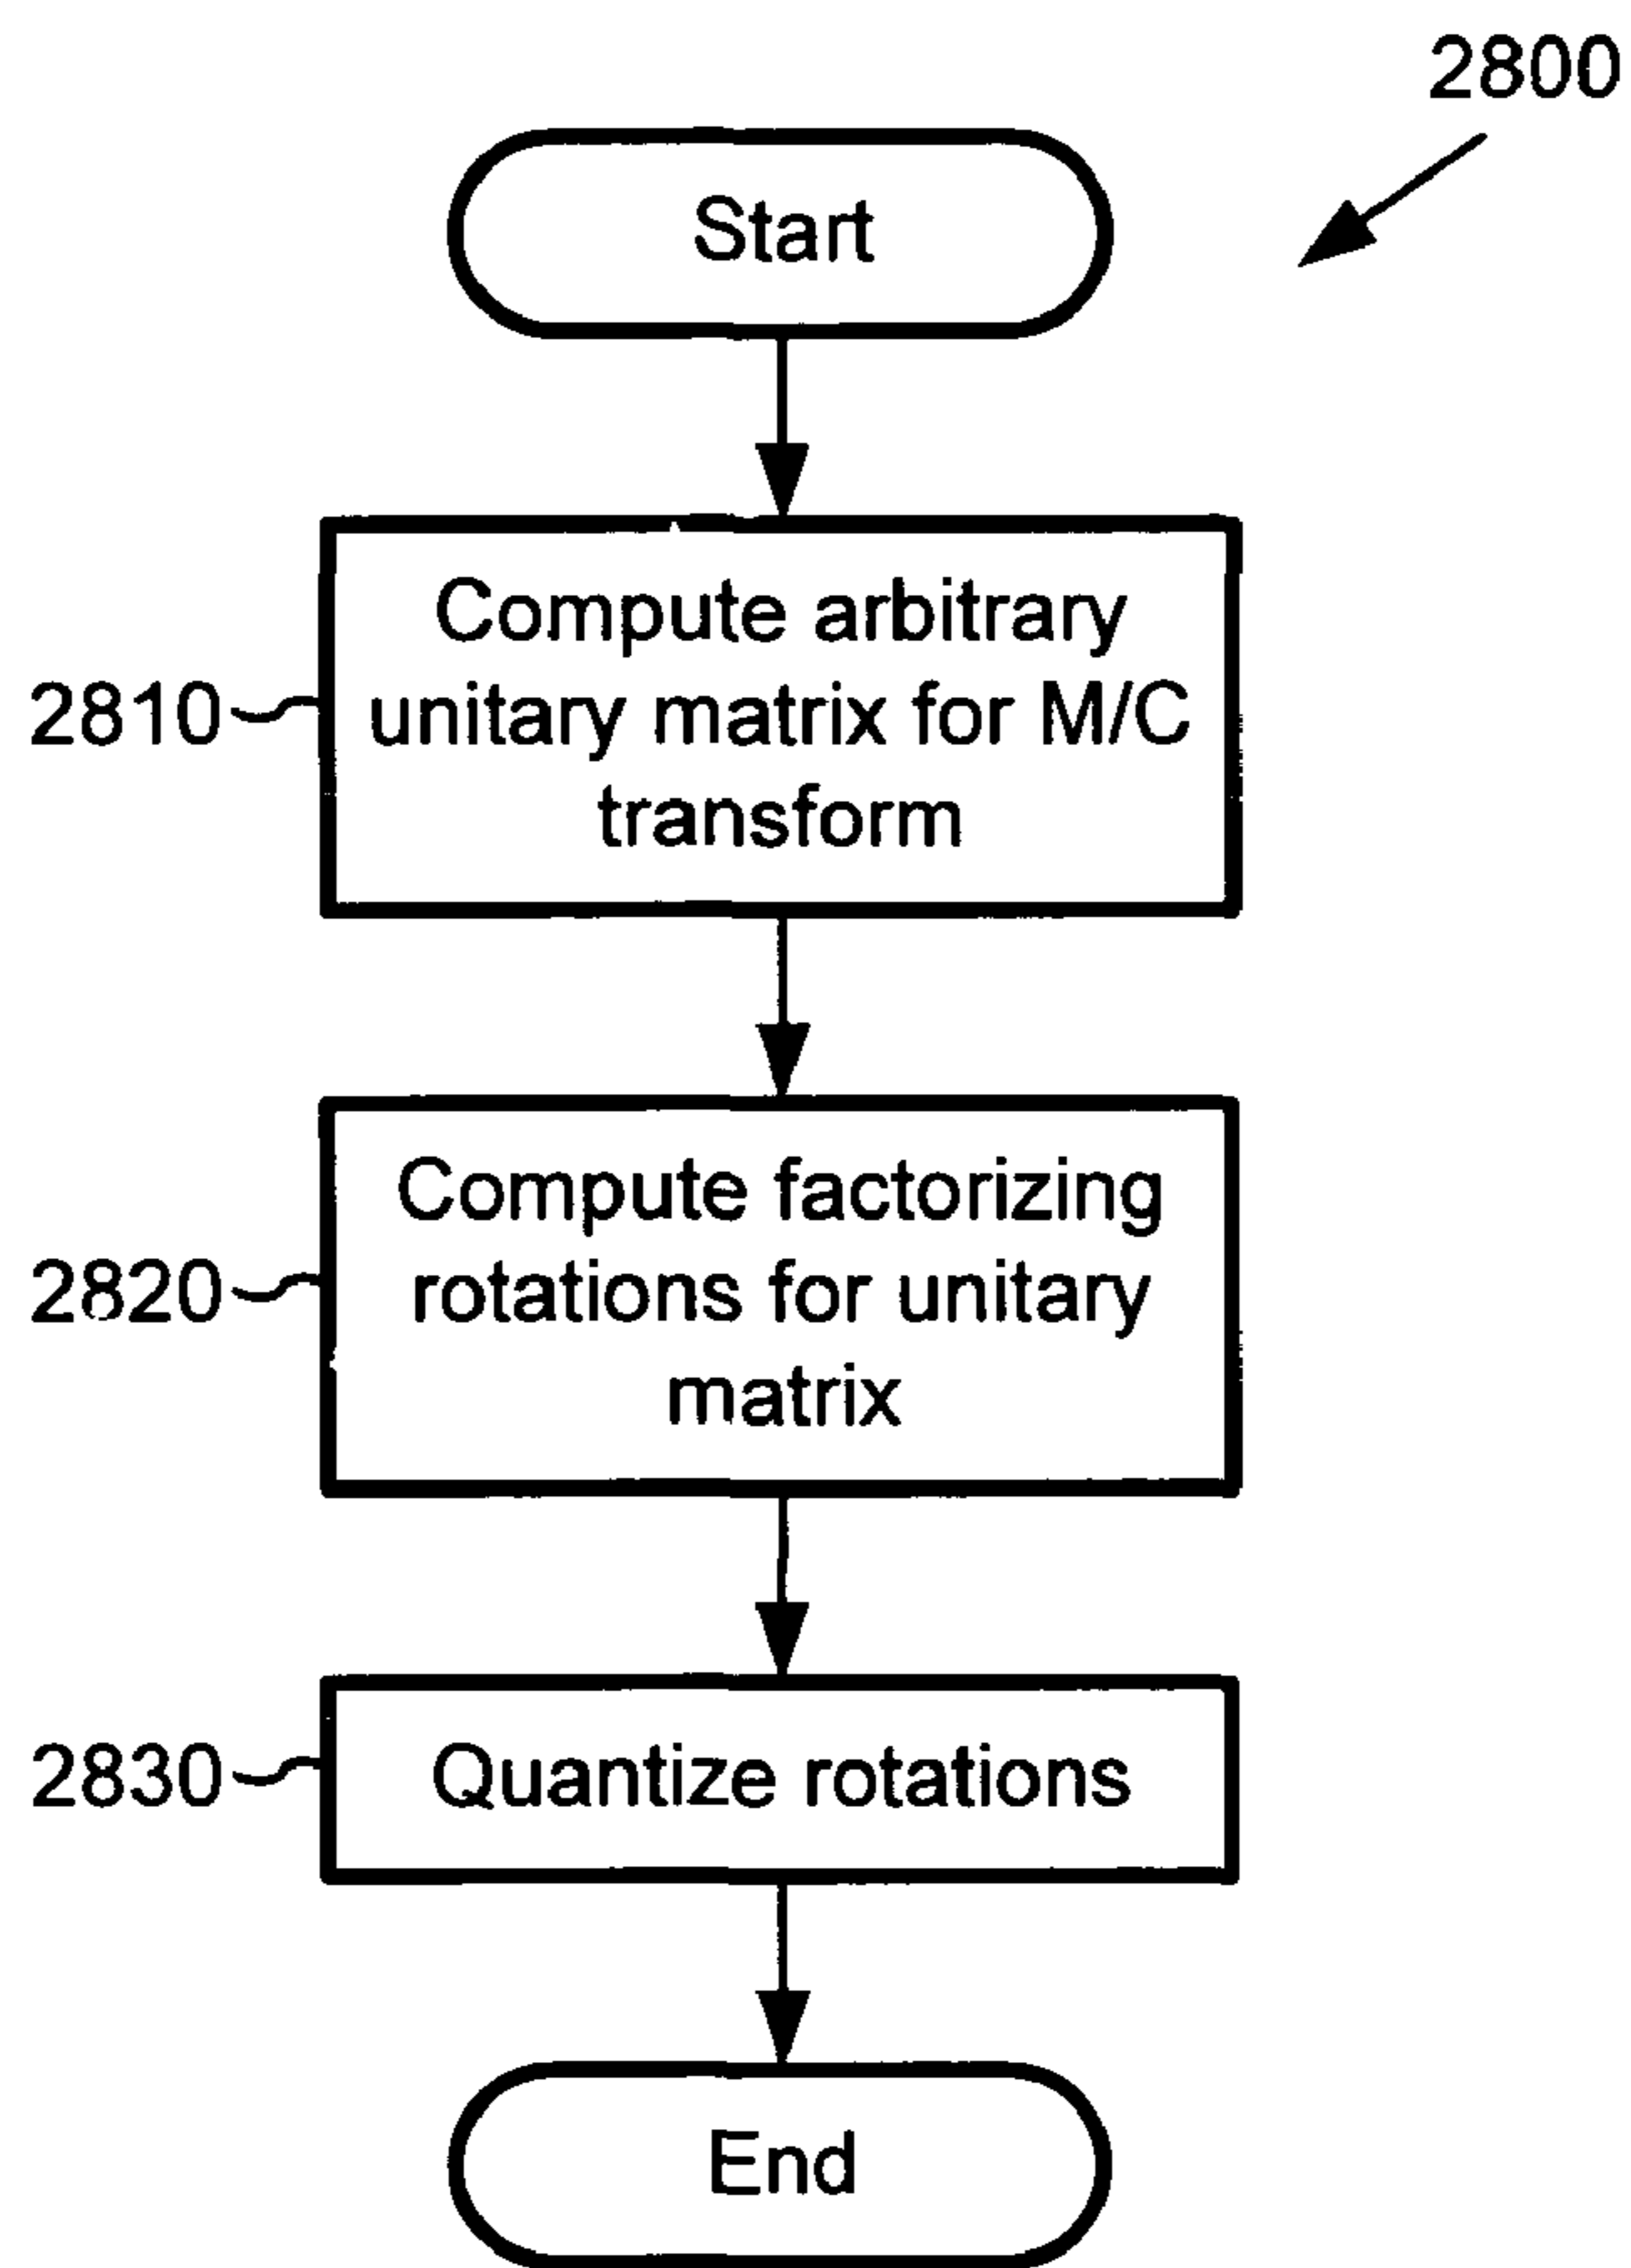 2800
Start
Compute arbitrary
2810 unitary matrix for M/C
transform
Compute factorizing
2820 rotations for unitary
matrix
2830 Quantize rotations
End